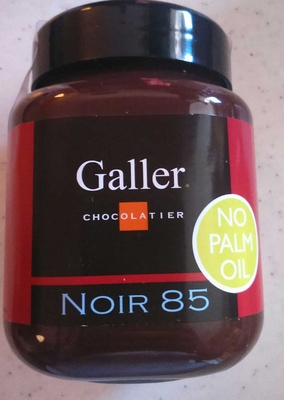 Galler
CHOCOLATIER
NO
PALM
OIL
NOIR 85